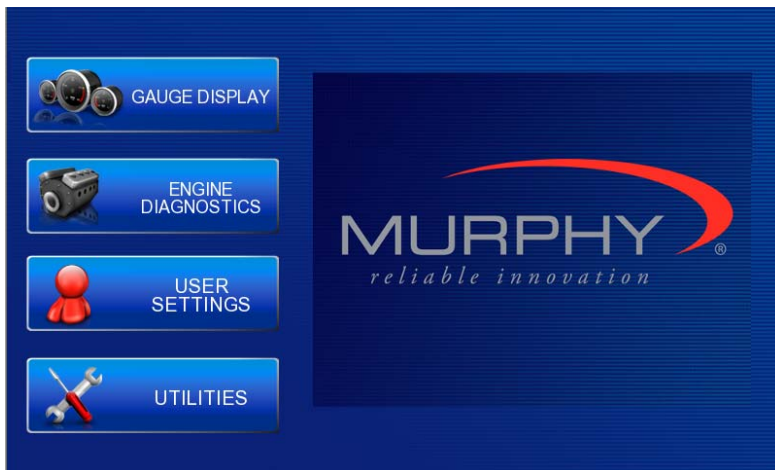 GAUGE DISPLAY
ENGINE
DIAGNOSTICS
USER
SETTINGS
UTILITIES
MURPHY
®
reliable innovation